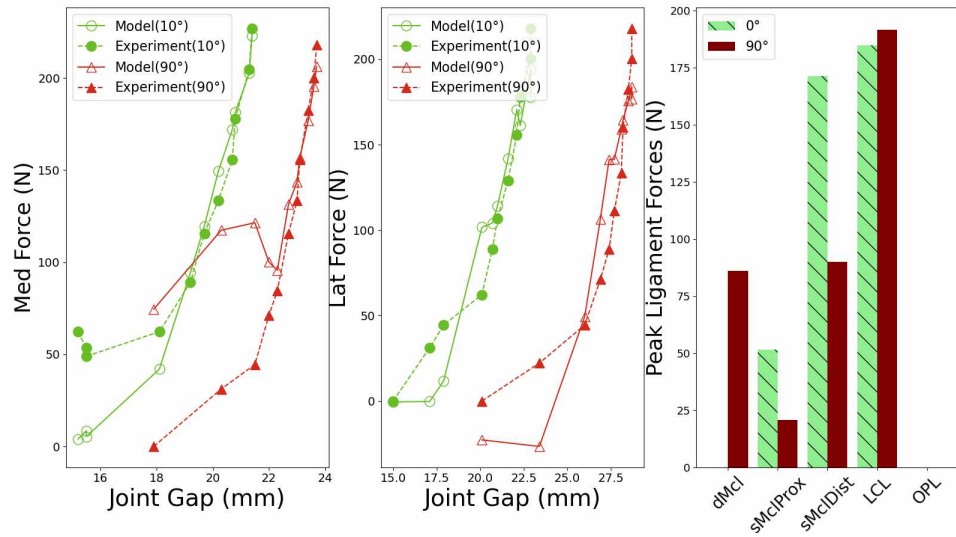 Model(10°)
Experiment(10°)
Model(90°)
Experiment(90°)
Med Force (N)
200
150
100
50
0
16
18
20
22
24
Joint Gap (mm)
Model(10°)
Experiment(10°)
Model(90°)
Experiment(90°)
Lat Force (N)
200
150
100
50
0
15.0
17.5
20.0
22.5
25.0
27.5
Joint Gap (mm)
0°
90°
Peak Ligament Forces (N)
200
175
150
125
100
75
50
25
0
dMcl
sMclProx
sMclDist
LCL
OPL